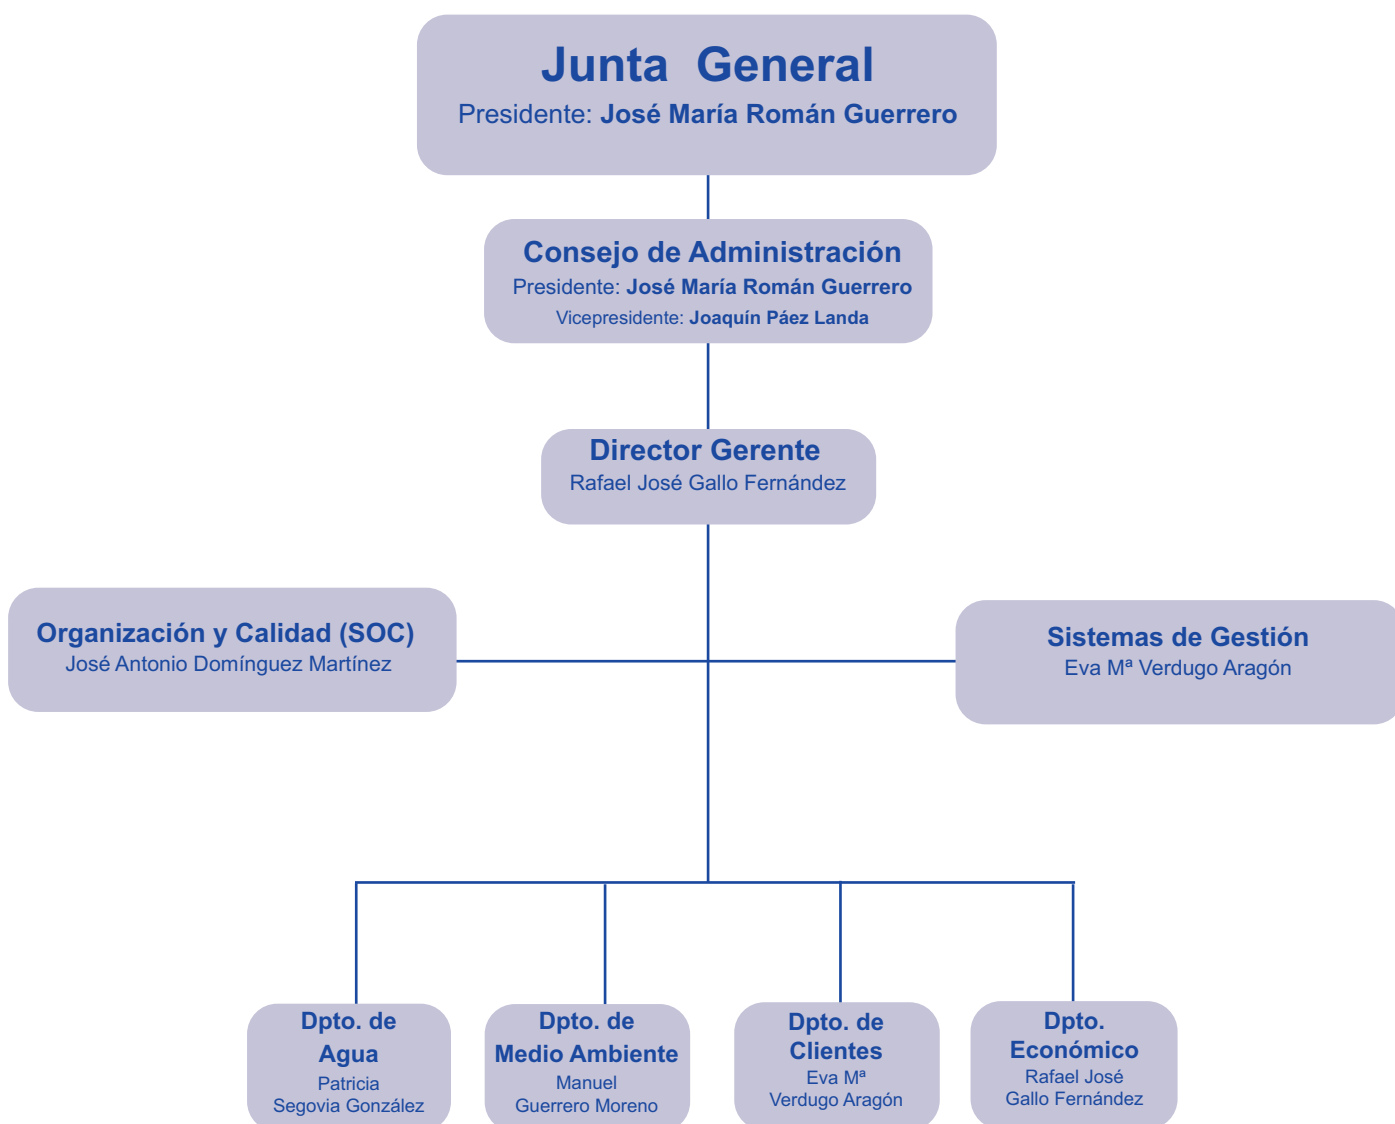 Junta General
Presidente: José María Román Guerrero
Consejo de Administración
Presidente: José María Román Guerrero
Vicepresidente: Joaquín Páez Landa
Director Gerente
Rafael José Gallo Fernández
Organización y Calidad (SOC)
José Antonio Domínguez Martínez
Sistemas de Gestión
Eva Mª Verdugo Aragón
Dpto. de
Agua
Patricia
Segovia González
Dpto. de
Medio Ambiente
Manuel
Guerrero Moreno
Dpto. de
Clientes
Eva Mª
Verdugo Aragón
Dpto.
Económico
Rafael José
Gallo Fernández